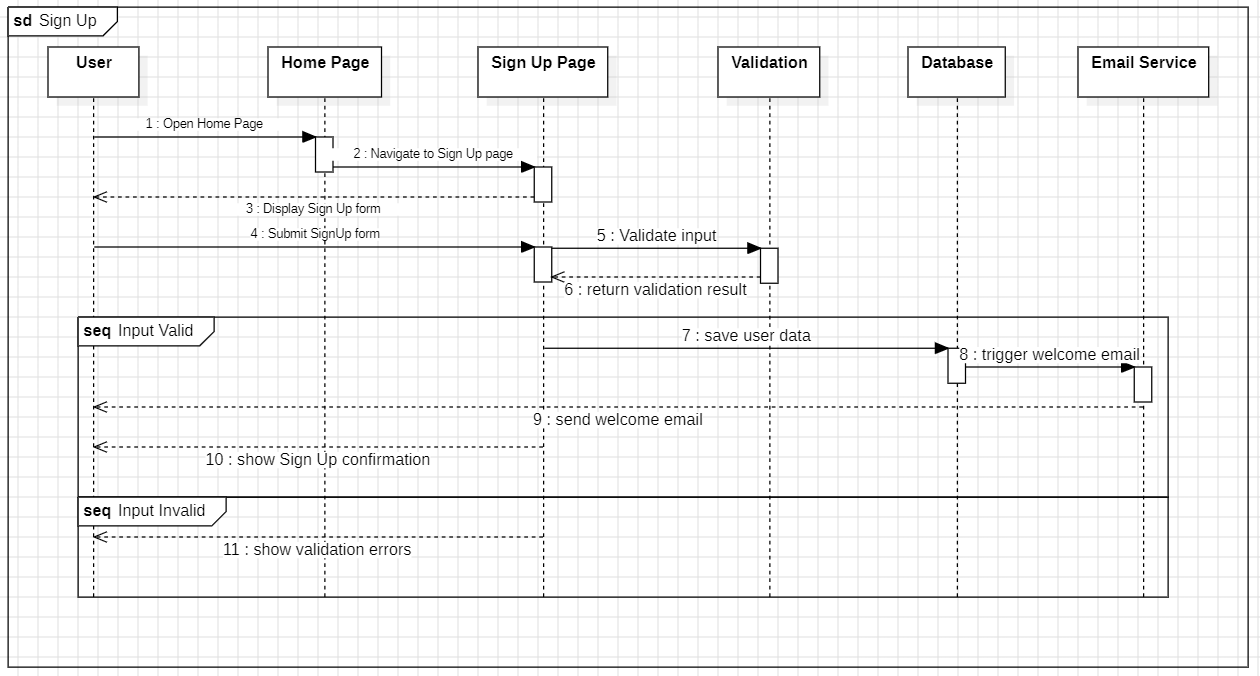 sd Sign Up
User
Home Page
Sign Up Page
Validation
Database
Email Service
1 : Open Home Page
2 : Navigate to Sign Up page
3 : Display Sign Up form
4 : Submit SignUp form
5 : Validate input
6 : return validation result
seq Input Valid
7 : save user data
8 : trigger welcome email
9 : send welcome email
10 : show Sign Up confirmation
seq Input Invalid
11 : show validation errors